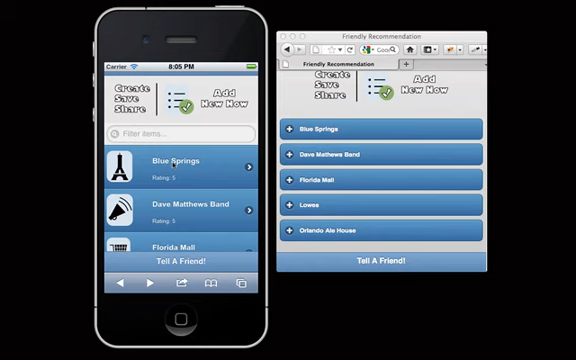 Carrier
8:05 PM
Create
Save
Share
Add
New Now
Filter items...
Blue Springs
Rating: 5
Dave Matthews Band
Rating: 5
Florida Mall
Tell A Friend!
Friendly Recommendation
Friendly Recommendation
Create
Save
Share
Add
New Now
Blue Springs
Dave Mathews Band
Florida Mall
Lowes
Orlando Ale House
Tell A Friend!